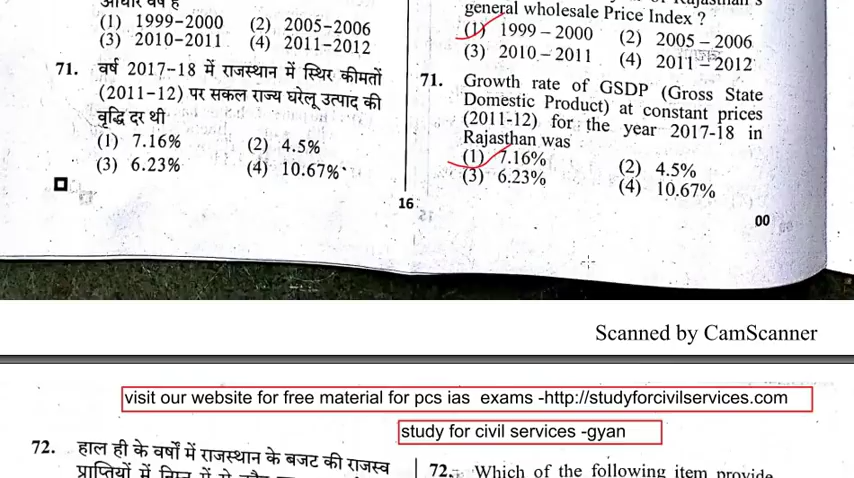 आधार वर्ष है
(1) 1999-2000 (2) 2005-2006
(3) 2010-2011 (4) 2011-2012
71. वर्ष 2017-18 में राजस्थान में स्थिर कीमतों
(2011-12) पर सकल राज्य घरेलू उत्पाद की
वृद्धि दर थी
(1) 7.16% (2) 4.5%
(3) 6.23% (4) 10.67%
general wholesale Price Index ?
(1) 1999 – 2000 (2) 2005 – 2006
(3) 2010 – 2011 (4) 2011 – 2012
71. Growth rate of GSDP (Gross State
Domestic Product) at constant prices
(2011-12) for the year 2017-18 in
Rajasthan was
(1) 7.16% (2) 4.5%
(3) 6.23% (4) 10.67%
16
00
Scanned by CamScanner
visit our website for free material for pcs ias exams -http://studyforcivilservices.com
study for civil services -gyan
72. हाल ही के वर्षों में राजस्थान के बजट की राजस्व
प्राप्तियों में निम्न में से
72. Which of the following item provide